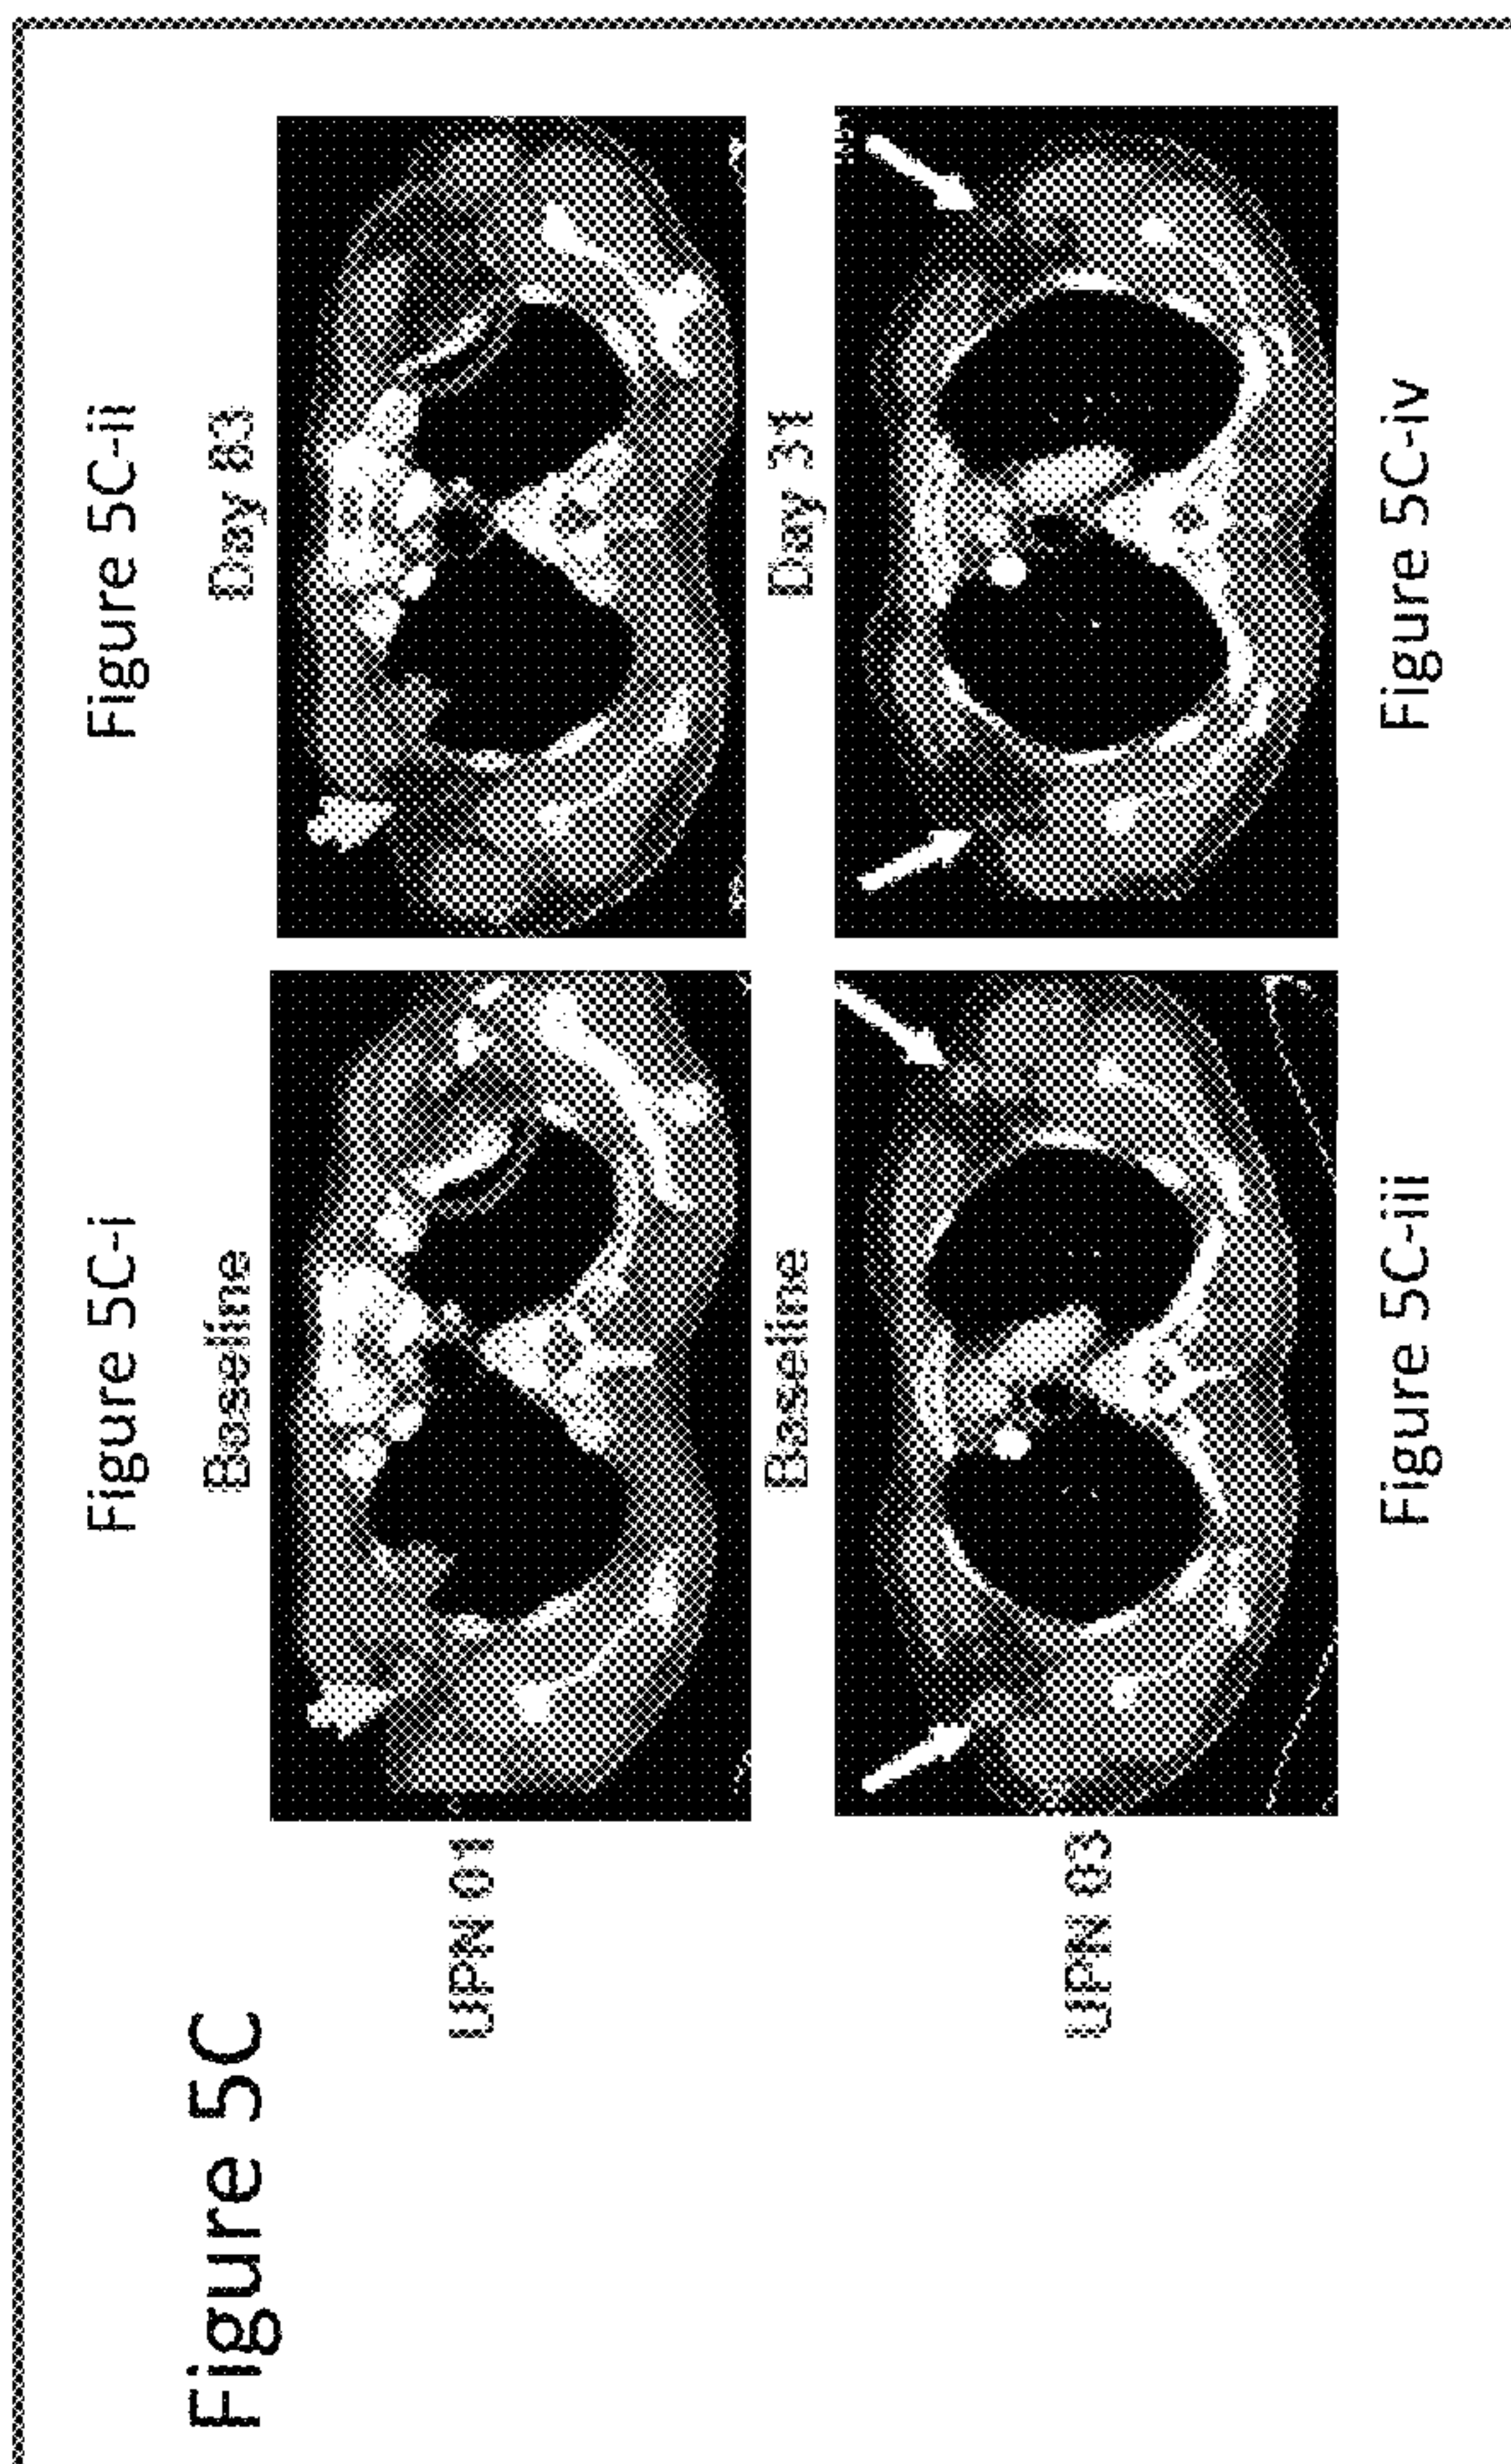 Figure 5C
Figure 5C-i
Figure 5C-ii
Baseline
Day 83
UPN 01
Baseline
Day 31
UPN 03
Figure 5C-iii
Figure 5C-iv